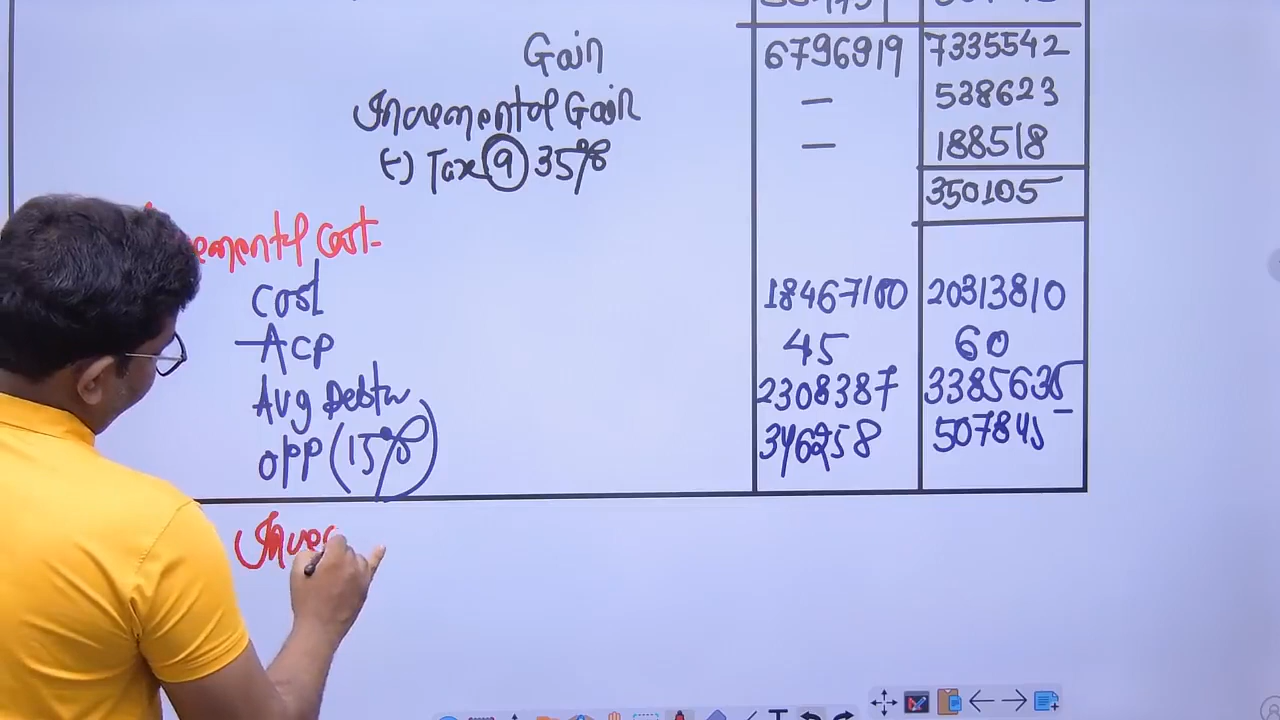 Gain 6796919 7335542
Incremental Gain — 538623
(-) Tax @ 35% — 188518
350105
emental Cost
Cost 18467100 20313810
ACP 45 60
Avg Debtor 2308387 3385635
OPP (15%) 346258 507845